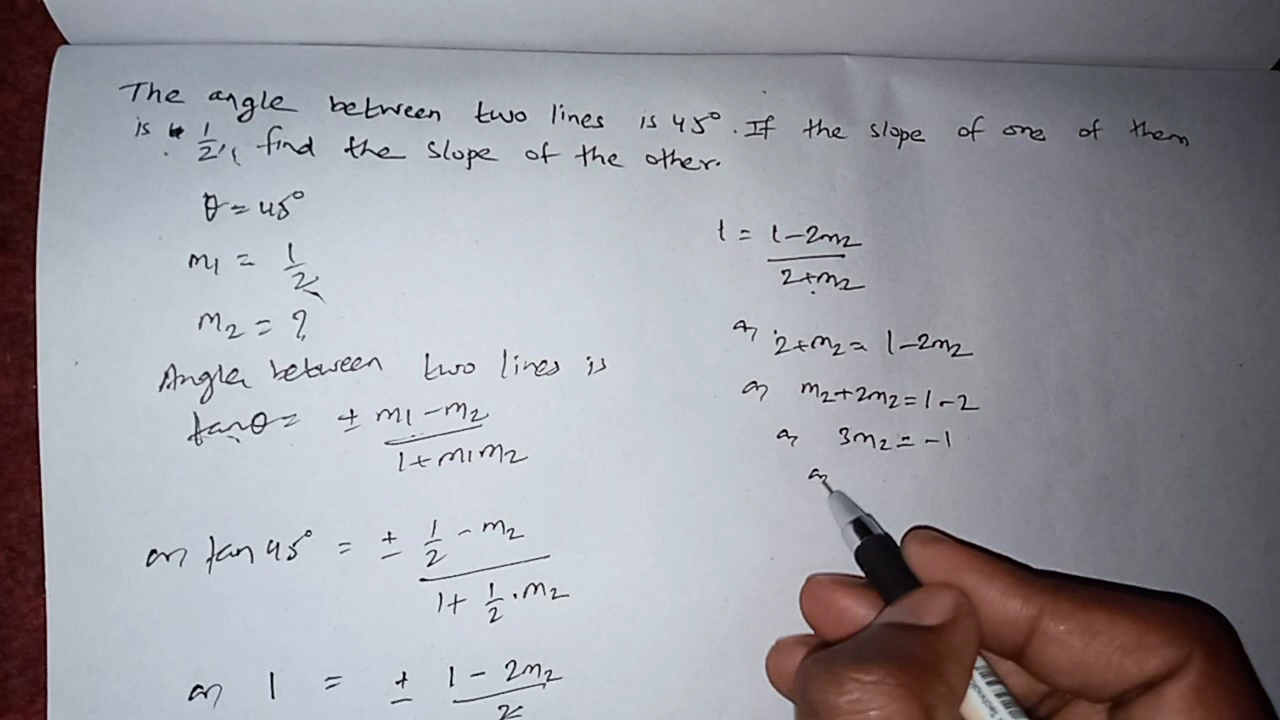 The angle between two lines is 45°. If the slope of one of them
is 1/2, find the slope of the other.
θ = 45°
m₁ = 1/2
m₂ = ?
Angle between two lines is
tanθ = ± (m₁ - m₂)/(1 + m₁m₂)
or tan 45° = ± (1/2 - m₂)/(1 + 1/2 . m₂)
or 1 = ± (1 - 2m₂)/2
1 = (1 - 2m₂)/(2 + m₂)
or 2 + m₂ = 1 - 2m₂
or m₂ + 2m₂ = 1 - 2
or 3m₂ = -1
or